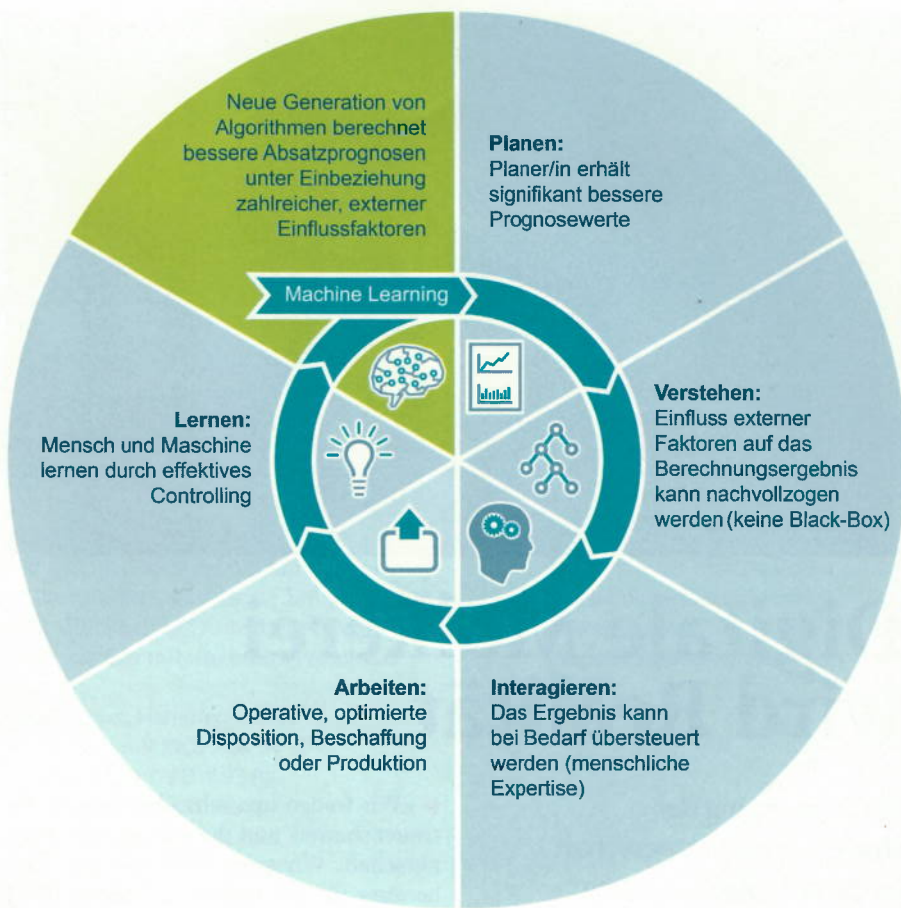 Neue Generation von
Algorithmen berechnet
bessere Absatzprognosen
unter Einbeziehung
zahlreicher, externer
Einflussfaktoren
Machine Learning
Planen:
Planer/in erhält
signifikant bessere
Prognosewerte
Verstehen:
Einfluss externer
Faktoren auf das
Berechnungsergebnis
kann nachvollzogen
werden (keine Black-Box)
Interagieren:
Das Ergebnis kann
bei Bedarf übersteuert
werden (menschliche
Expertise)
Arbeiten:
Operative, optimierte
Disposition, Beschaffung
oder Produktion
Lernen:
Mensch und Maschine
lernen durch effektives
Controlling